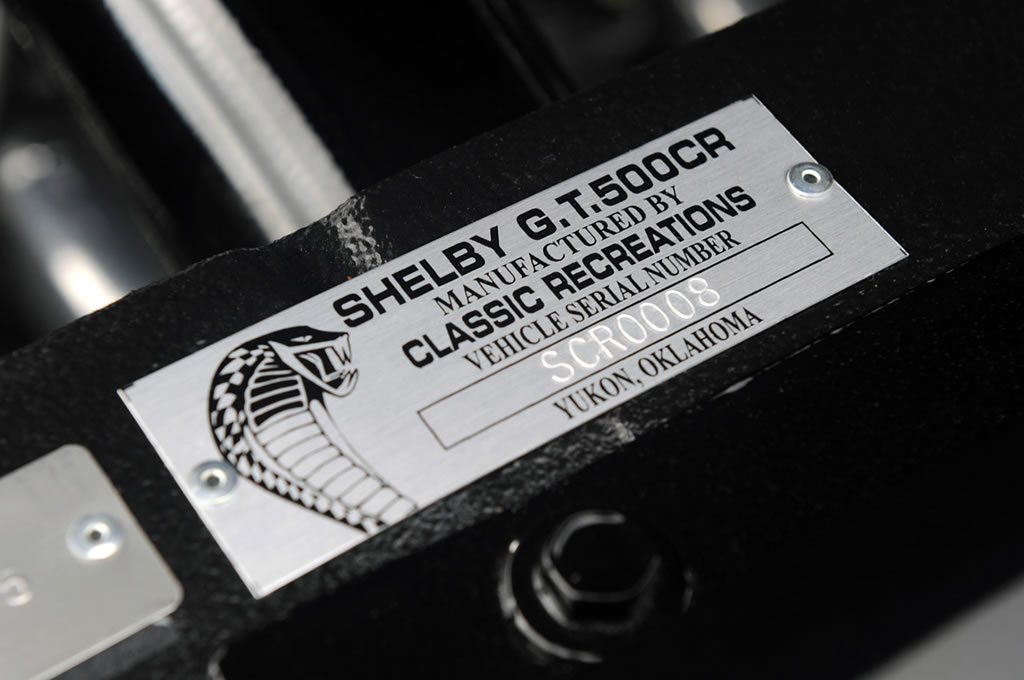 SHELBY G.T.500CR
MANUFACTURED BY
CLASSIC RECREATIONS
VEHICLE SERIAL NUMBER
SCR0008
YUKON, OKLAHOMA